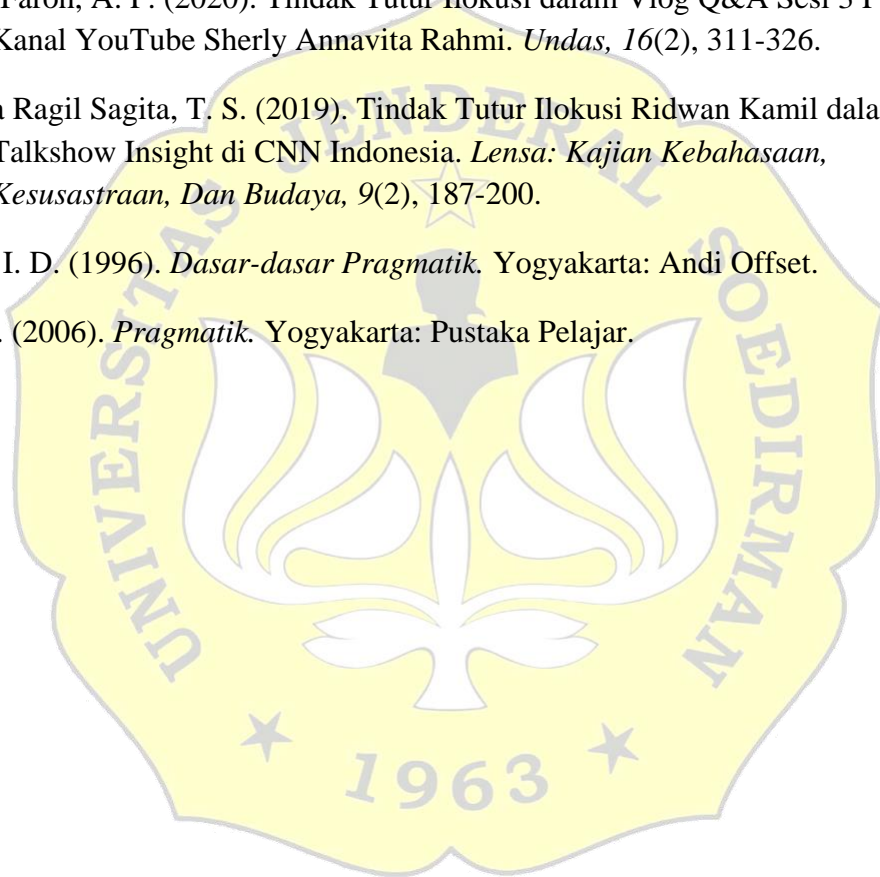 Faroh, A. F. (2020). Tindak Tutur Ilokusi dalam Vlog Q&A Sesi 3
Kanal YouTube Sherly Annavita Rahmi. Undas, 16(2), 311-326.
a Ragil Sagita, T. S. (2019). Tindak Tutur Ilokusi Ridwan Kamil dala
Talkshow Insight di CNN Indonesia. Lensa: Kajian Kebahasaan,
Kesusastraan, Dan Budaya, 9(2), 187-200.
I. D. (1996). Dasar-dasar Pragmatik. Yogyakarta: Andi Offset.
. (2006). Pragmatik. Yogyakarta: Pustaka Pelajar.
UNIVERSITAS JENDERAL SOEDIRMAN
1963